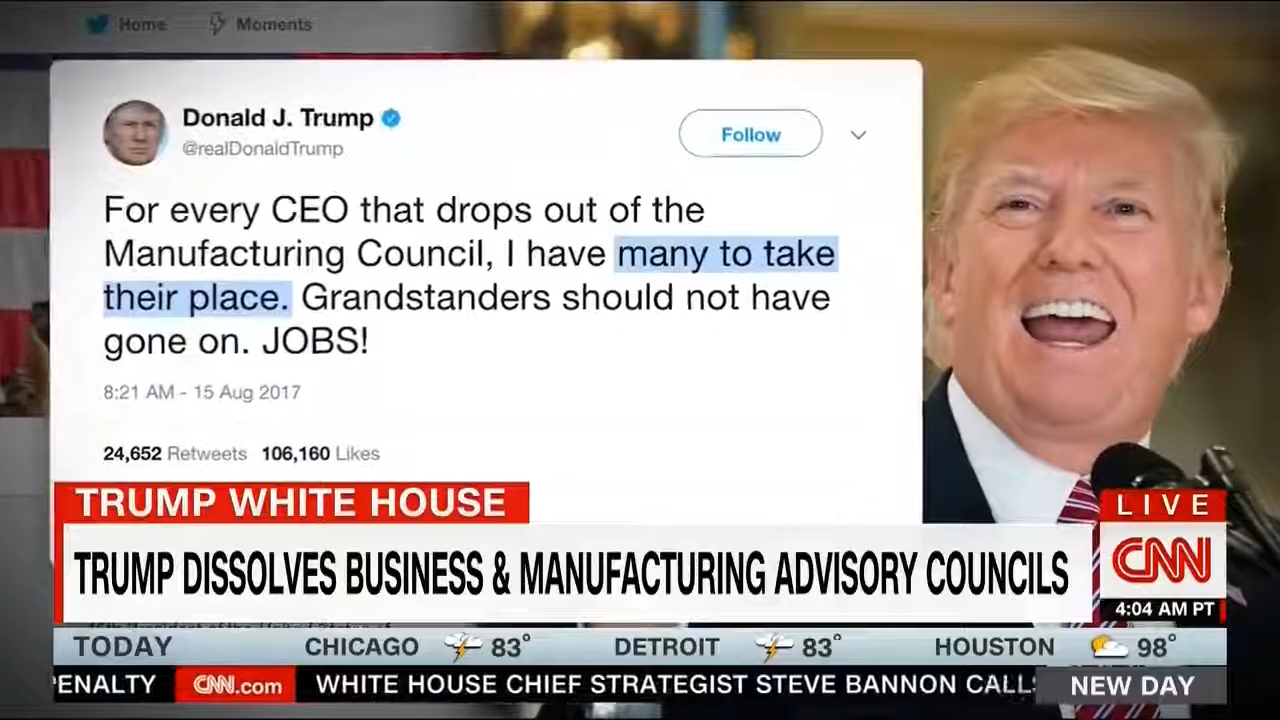 Home Moments
Donald J. Trump
@realDonaldTrump
Follow
For every CEO that drops out of the
Manufacturing Council, I have many to take
their place. Grandstanders should not have
gone on. JOBS!
8:21 AM - 15 Aug 2017
24,652 Retweets 106,160 Likes
TRUMP WHITE HOUSE
TRUMP DISSOLVES BUSINESS & MANUFACTURING ADVISORY COUNCILS
LIVE
CNN
4:04 AM PT
TODAY CHICAGO 83° DETROIT 83° HOUSTON 98°
ENALTY CNN.com WHITE HOUSE CHIEF STRATEGIST STEVE BANNON CALL
NEW DAY